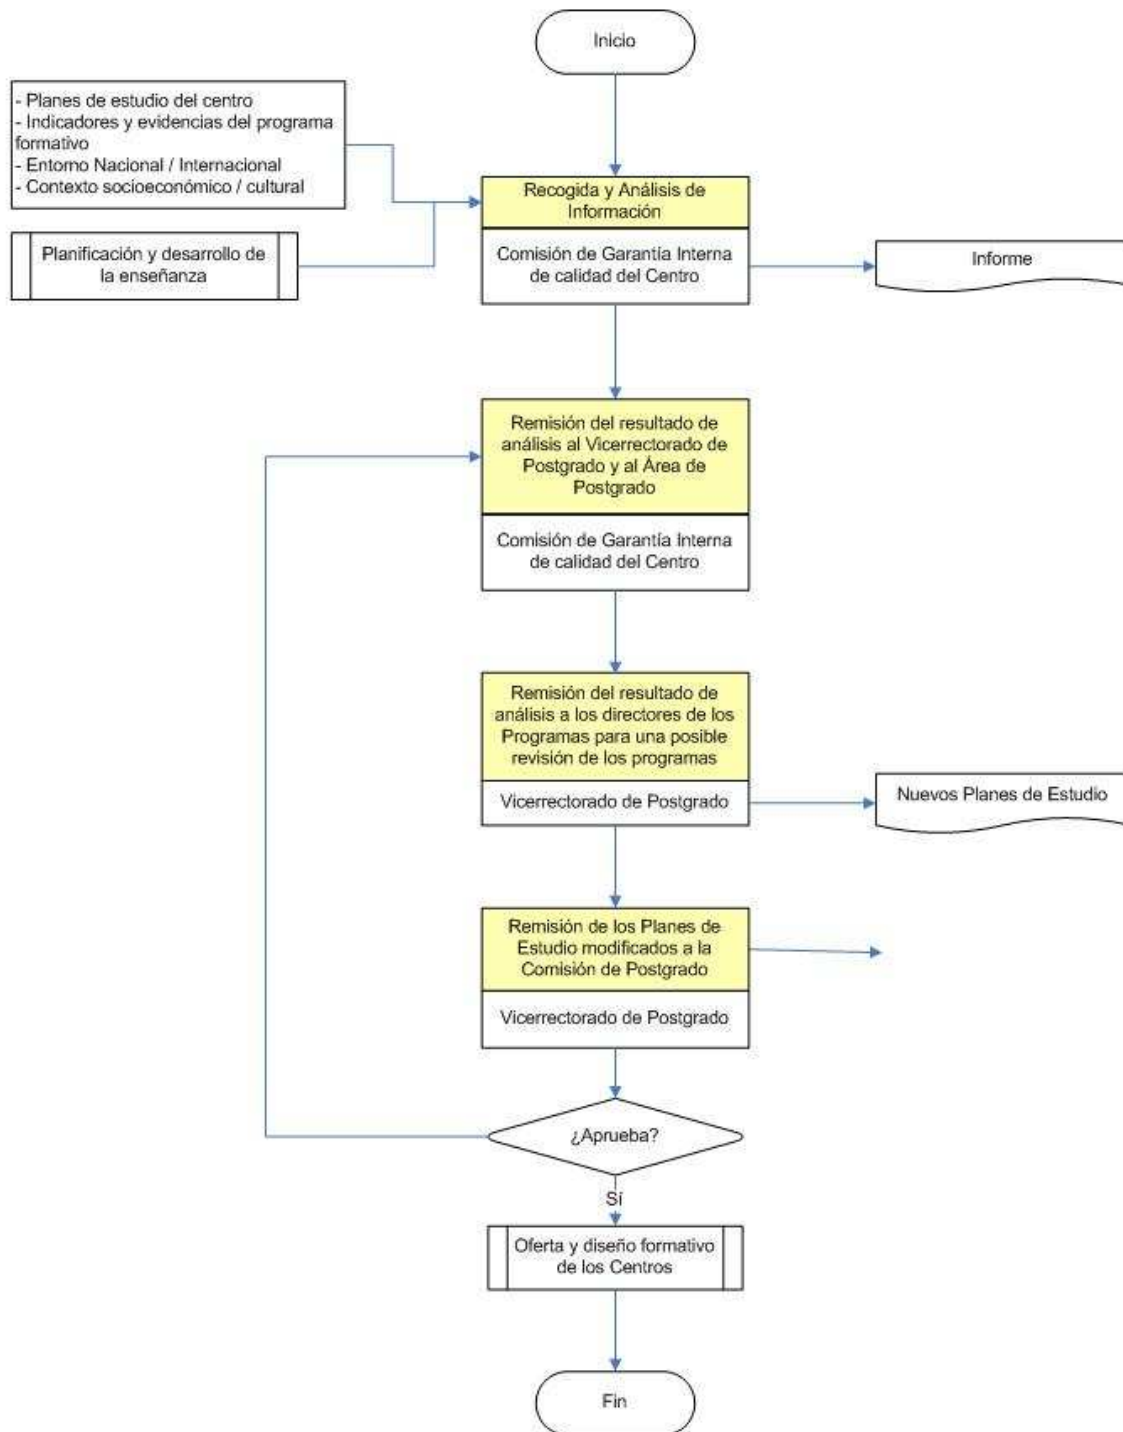 Inicio
- Planes de estudio del centro
- Indicadores y evidencias del programa
formativo
- Entorno Nacional / Internacional
- Contexto socioeconómico / cultural
Recogida y Análisis de
Información
Planificación y desarrollo de
la enseñanza
Comisión de Garantía Interna
de calidad del Centro
Informe
Remisión del resultado de
análisis al Vicerrectorado de
Postgrado y al Área de
Postgrado
Comisión de Garantía Interna
de calidad del Centro
Remisión del resultado de
análisis a los directores de los
Programas para una posible
revisión de los programas
Vicerrectorado de Postgrado
Nuevos Planes de Estudio
Remisión de los Planes de
Estudio modificados a la
Comisión de Postgrado
Vicerrectorado de Postgrado
¿Aprueba?
Sí
Oferta y diseño formativo
de los Centros
Fin